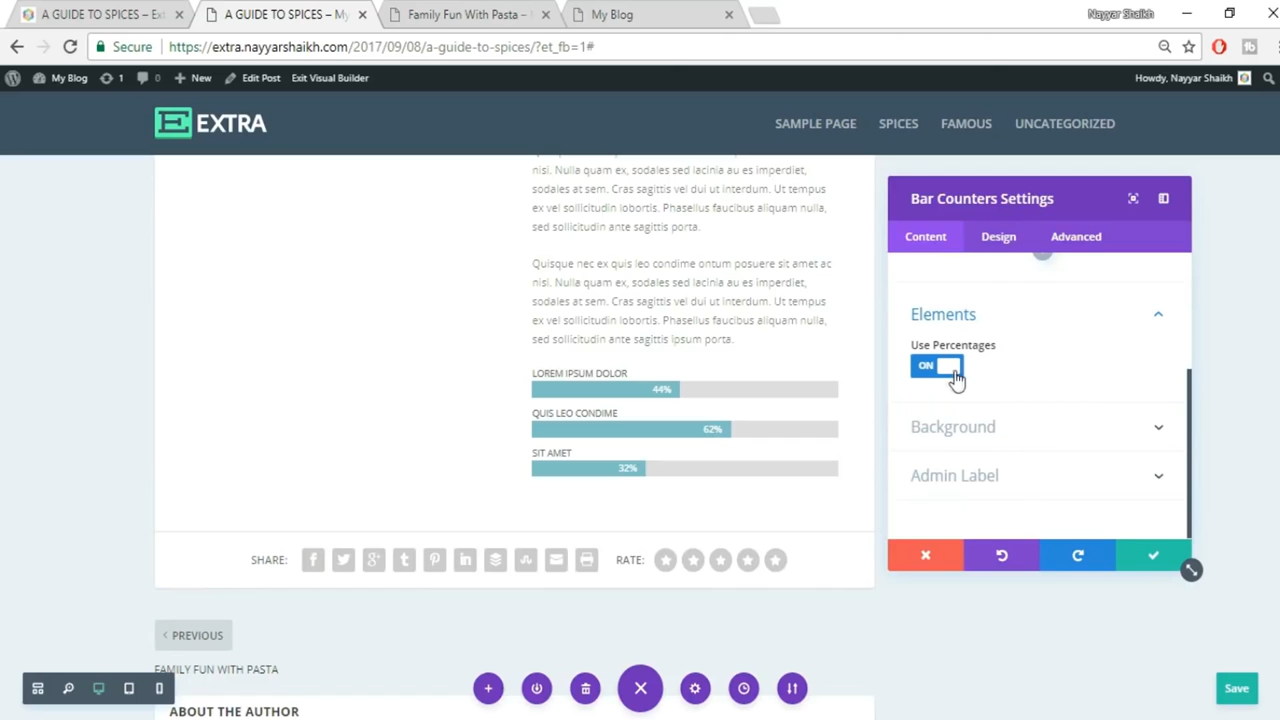 A GUIDE TO SPICES – Ex
A GUIDE TO SPICES – My
Family Fun With Pasta –
My Blog
Nayyar Shaikh
Secure
https://extra.nayyarshaikh.com/2017/09/08/a-guide-to-spices/?et_fb=1#
My Blog
1
0
New
Edit Post
Exit Visual Builder
Howdy, Nayyar Shaikh
EXTRA
SAMPLE PAGE
SPICES
FAMOUS
UNCATEGORIZED
nisi. Nulla quam ex, sodales sed lacinia au es imperdiet,
sodales at sem. Cras sagittis vel dui ut interdum. Ut tempus
ex vel sollicitudin lobortis. Phasellus faucibus aliquam nulla,
sed sollicitudin ante sagittis porta.
Quisque nec ex quis leo condime ontum posuere sit amet ac
nisi. Nulla quam ex, sodales sed lacinia au es imperdiet,
sodales at sem. Cras sagittis vel dui ut interdum. Ut tempus
ex vel sollicitudin lobortis. Phasellus faucibus aliquam nulla,
sed sollicitudin ante sagittis ipsum porta.
LOREM IPSUM DOLOR
44%
QUIS LEO CONDIME
62%
SIT AMET
32%
Bar Counters Settings
Content
Design
Advanced
Elements
Use Percentages
ON
Background
Admin Label
SHARE:
RATE:
PREVIOUS
FAMILY FUN WITH PASTA
ABOUT THE AUTHOR
Save